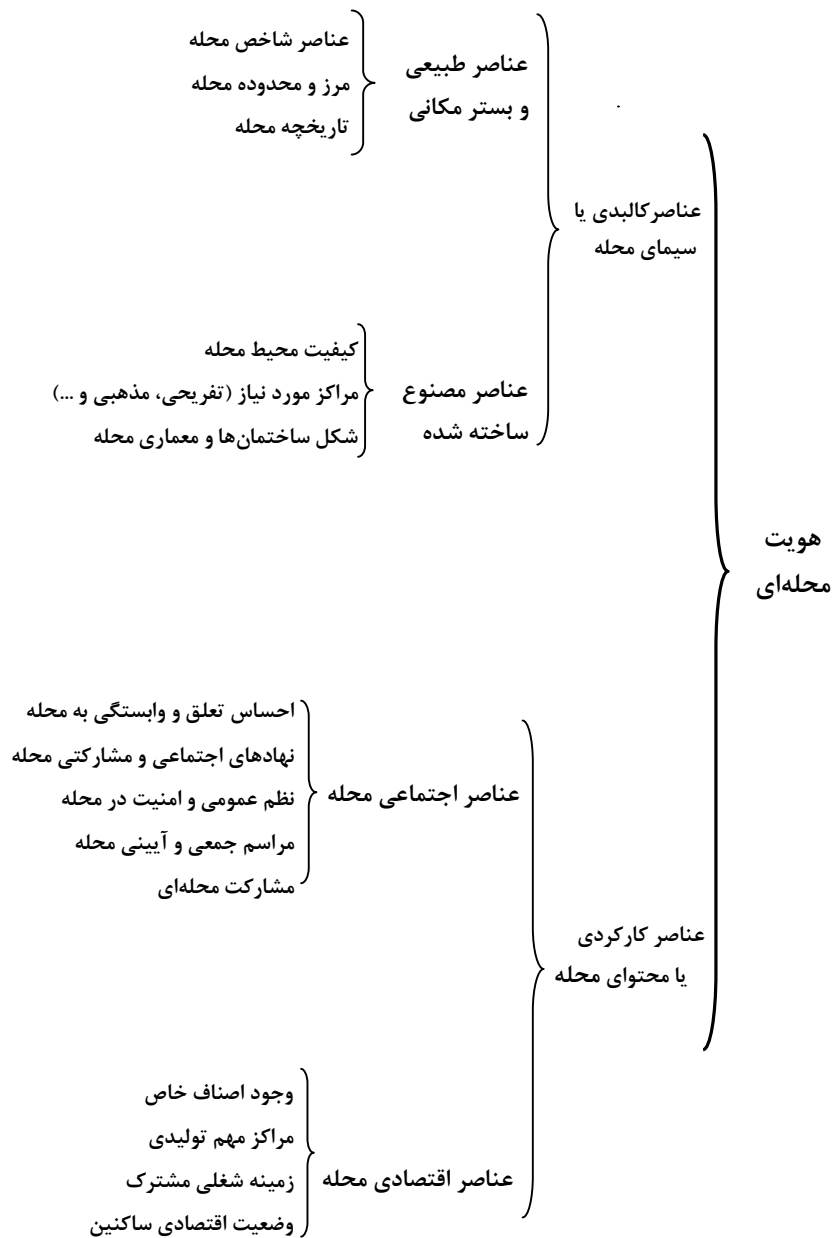 هویت
محله‌ای
عناصرکالبدی یا
سیمای محله
عناصر طبیعی
و بستر مکانی
عناصر شاخص محله
مرز و محدوده محله
تاریخچه محله
عناصر مصنوع
ساخته شده
کیفیت محیط محله
مراکز مورد نیاز (تفریحی، مذهبی و ...)
شکل ساختمان‌ها و معماری محله
عناصر کارکردی
یا محتوای محله
عناصر اجتماعی محله
احساس تعلق و وابستگی به محله
نهادهای اجتماعی و مشارکتی محله
نظم عمومی و امنیت در محله
مراسم جمعی و آیینی محله
مشارکت محله‌ای
عناصر اقتصادی محله
وجود اصناف خاص
مراکز مهم تولیدی
زمینه شغلی مشترک
وضعیت اقتصادی ساکنین